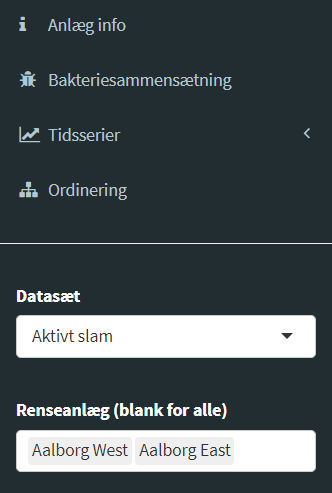 Anlæg info
Bakteriesammensætning
Tidsserier
Ordinering
Datasæt
Aktivt slam
Renseanlæg (blank for alle)
Aalborg West Aalborg East